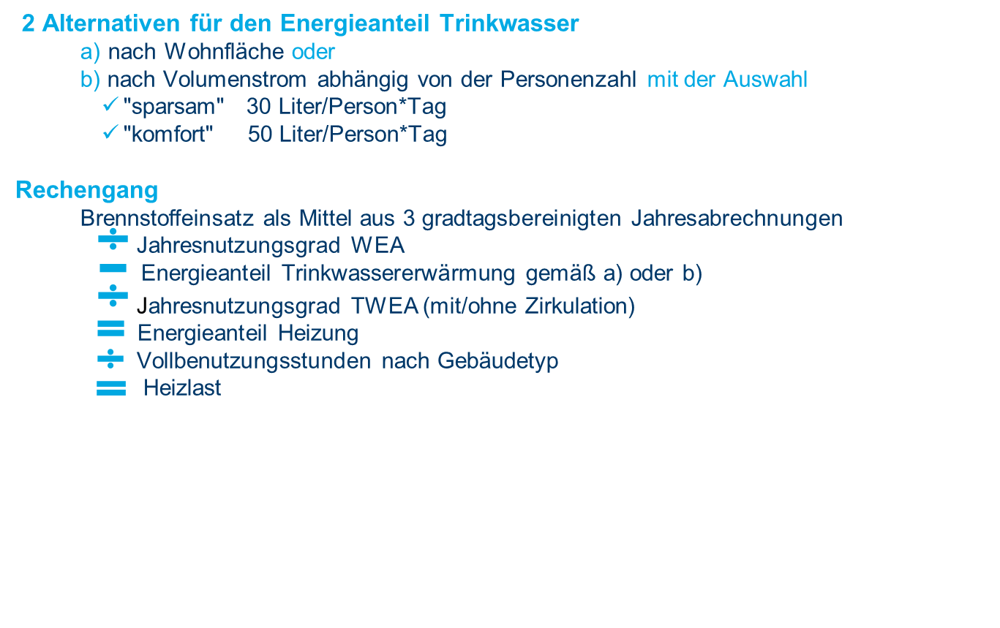 2 Alternativen für den Energieanteil Trinkwasser
a) nach Wohnfläche oder
b) nach Volumenstrom abhängig von der Personenzahl mit der Auswahl
✓ "sparsam" 30 Liter/Person*Tag
✓ "komfort" 50 Liter/Person*Tag
Rechengang
Brennstoffeinsatz als Mittel aus 3 gradtagsbereinigten Jahresabrechnungen
÷ Jahresnutzungsgrad WEA
− Energieanteil Trinkwassererwärmung gemäß a) oder b)
÷ Jahresnutzungsgrad TWEA (mit/ohne Zirkulation)
= Energieanteil Heizung
÷ Vollbenutzungsstunden nach Gebäudetyp
= Heizlast